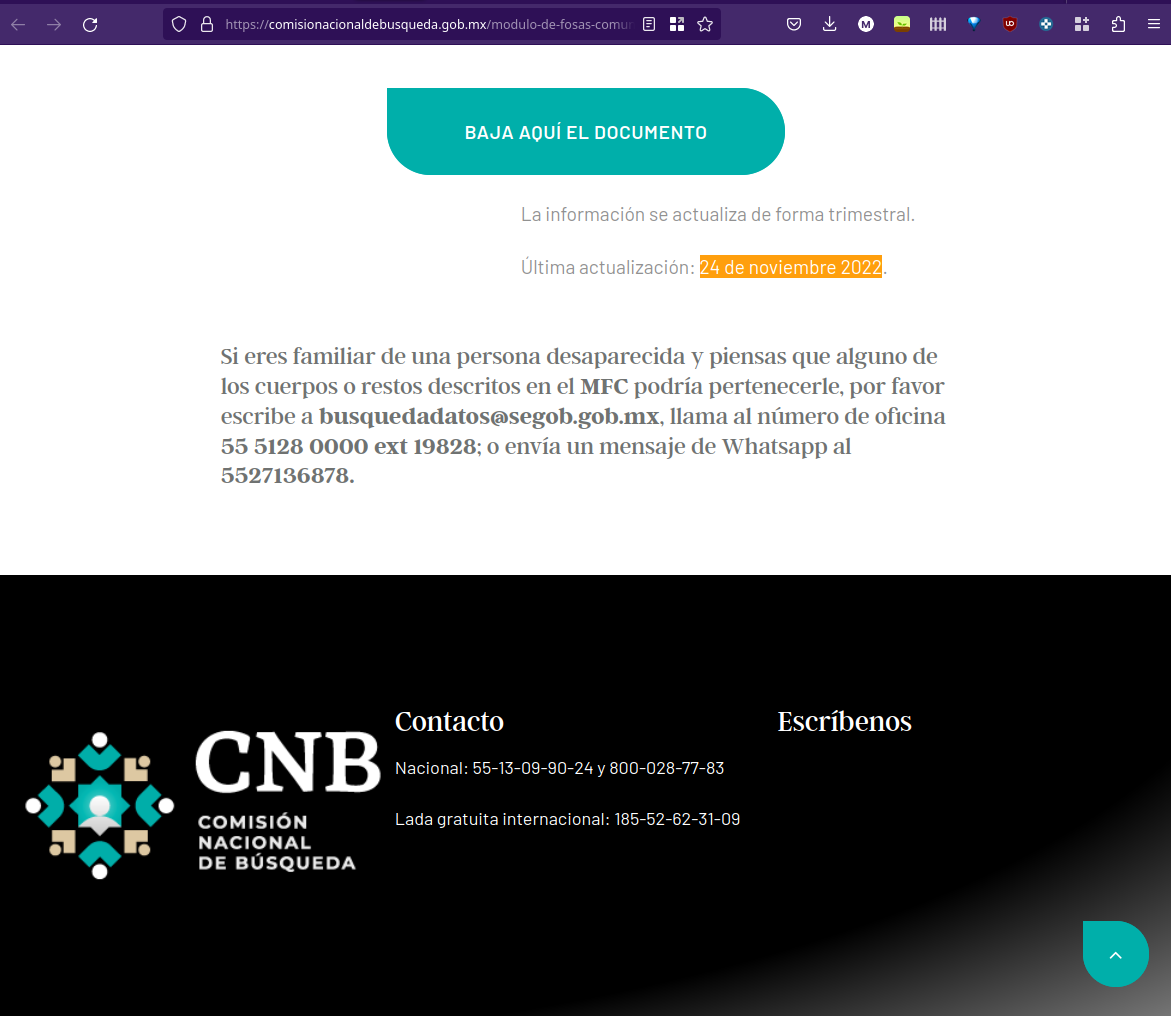 https://comisionacionaldebusqueda.gob.mx/modulo-de-fosas-comu
BAJA AQUÍ EL DOCUMENTO
La información se actualiza de forma trimestral.
Última actualización: 24 de noviembre 2022.
Si eres familiar de una persona desaparecida y piensas que alguno de
los cuerpos o restos descritos en el MFC podría pertenecerle, por favor
escribe a busquedadatos@segob.gob.mx, llama al número de oficina
55 5128 0000 ext 19828; o envía un mensaje de Whatsapp al
5527136878.
CNB
COMISIÓN
NACIONAL
DE BÚSQUEDA
Contacto
Nacional: 55-13-09-90-24 y 800-028-77-83
Lada gratuita internacional: 185-52-62-31-09
Escríbenos